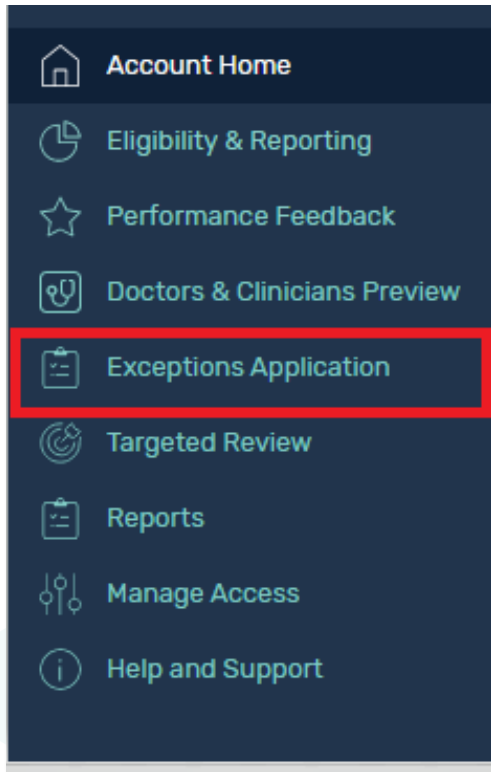 Account Home
Eligibility & Reporting
Performance Feedback
Doctors & Clinicians Preview
Exceptions Application
Targeted Review
Reports
Manage Access
Help and Support